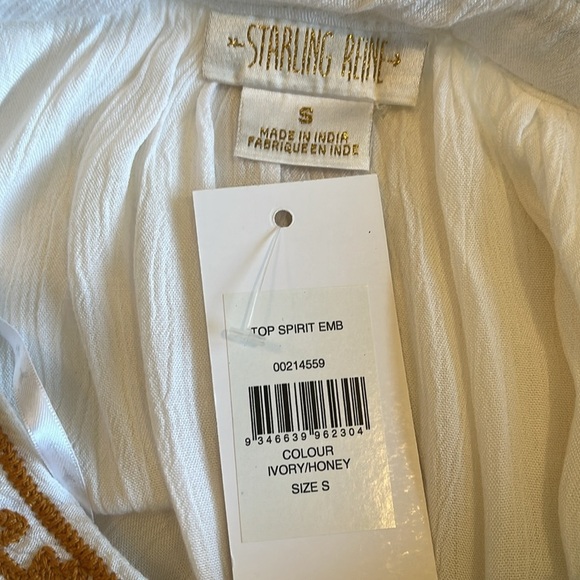 STARLING REINE
S
MADE IN INDIA
FABRIQUE EN INDE
TOP SPIRIT EMB
00214559
9 346639 962304
COLOUR
IVORY/HONEY
SIZE S